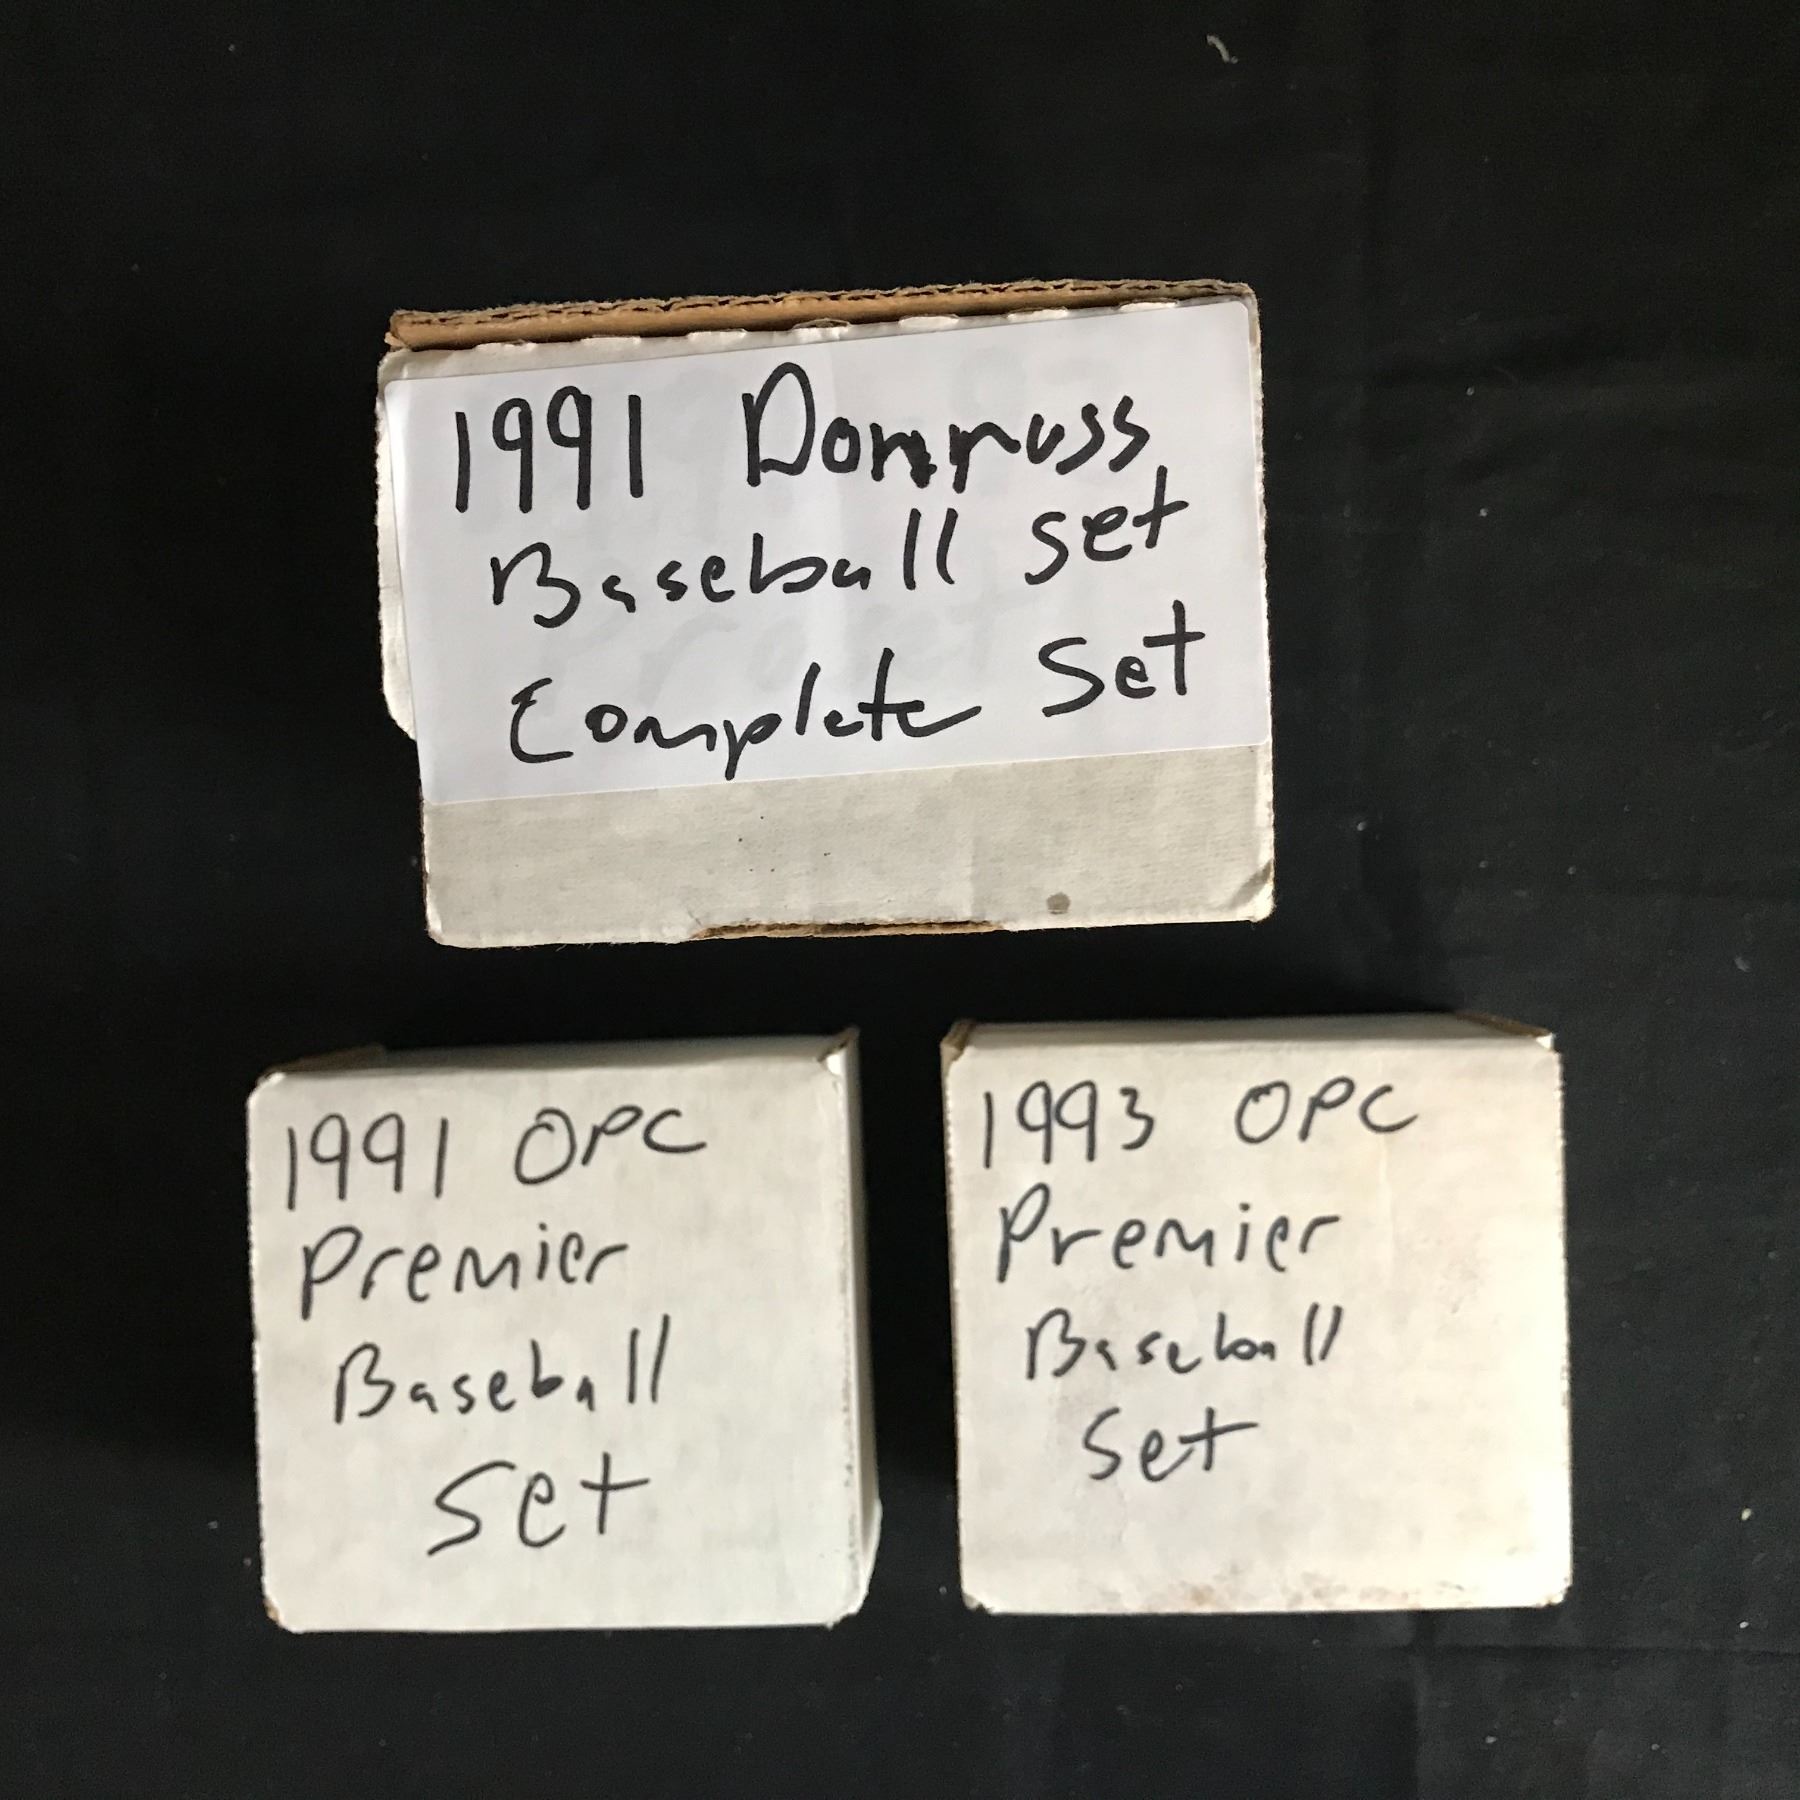 1991 Donruss
Baseball set
Complete Set
1991 OPC
Premier
Baseball
Set
1993 OPC
Premier
Baseball
Set